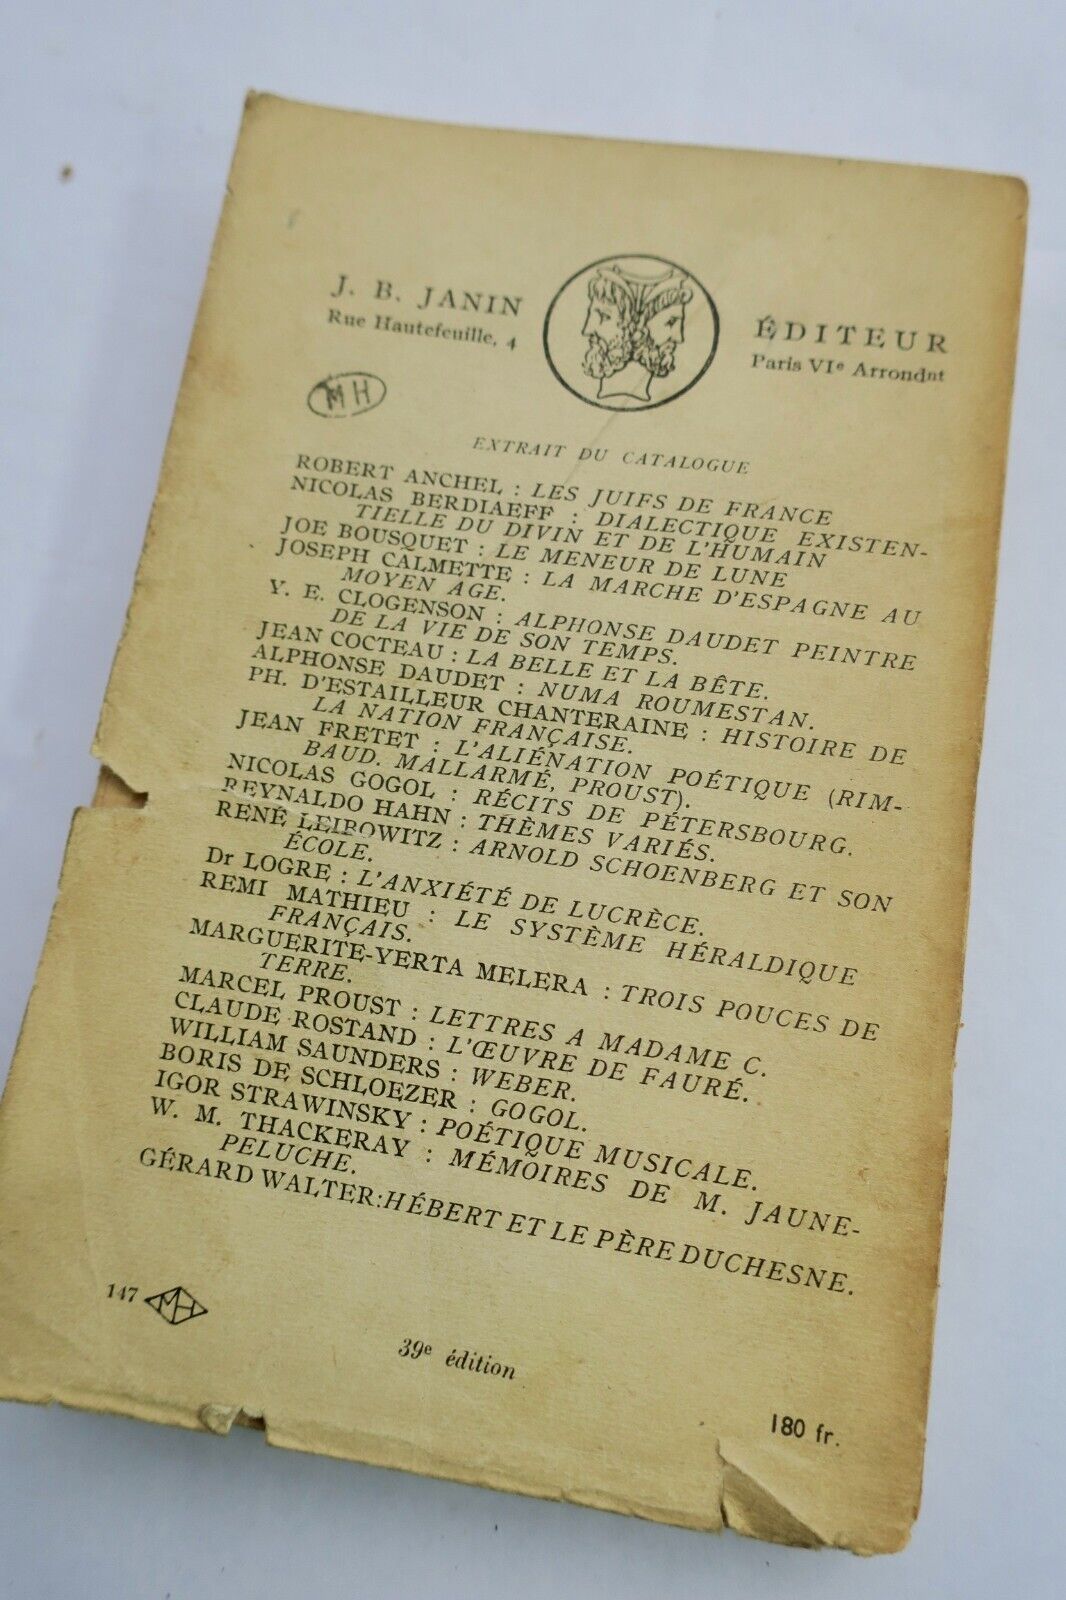 J. B. JANIN
Rue Hautefeuille, 4
ÉDITEUR
Paris VIe Arrondnt
MH
EXTRAIT DU CATALOGUE
ROBERT ANCHEL : LES JUIFS DE FRANCE
NICOLAS BERDIAEFF : DIALECTIQUE EXISTEN-
TIELLE DU DIVIN ET DE L'HUMAIN
JOE BOUSQUET : LE MENEUR DE LUNE
JOSEPH CALMETTE : LA MARCHE D'ESPAGNE AU
MOYEN AGE.
Y. E. CLOGENSON : ALPHONSE DAUDET PEINTRE
DE LA VIE DE SON TEMPS.
JEAN COCTEAU : LA BELLE ET LA BÊTE.
ALPHONSE DAUDET : NUMA ROUMESTAN.
PH. D'ESTAILLEUR CHANTERAINE : HISTOIRE DE
LA NATION FRANÇAISE.
JEAN FRETET : L'ALIÉNATION POÉTIQUE (RIM-
BAUD. MALLARMÉ, PROUST).
NICOLAS GOGOL : RÉCITS DE PÉTERSBOURG.
REYNALDO HAHN : THÈMES VARIÉS.
RENÉ LEIBOWITZ : ARNOLD SCHOENBERG ET SON
ÉCOLE.
Dr LOGRE : L'ANXIÉTÉ DE LUCRÈCE.
REMI MATHIEU : LE SYSTÈME HÉRALDIQUE
FRANÇAIS.
MARGUERITE-YERTA MELERA : TROIS POUCES DE
TERRE.
MARCEL PROUST : LETTRES A MADAME C.
CLAUDE ROSTAND : L'ŒUVRE DE FAURÉ.
WILLIAM SAUNDERS : WEBER.
BORIS DE SCHLOEZER : GOGOL.
IGOR STRAWINSKY : POÉTIQUE MUSICALE.
W. M. THACKERAY : MÉMOIRES DE M. JAUNE-
PELUCHE.
GÉRARD WALTER : HÉBERT ET LE PÈRE DUCHESNE.
147 MH
39e édition
180 fr.